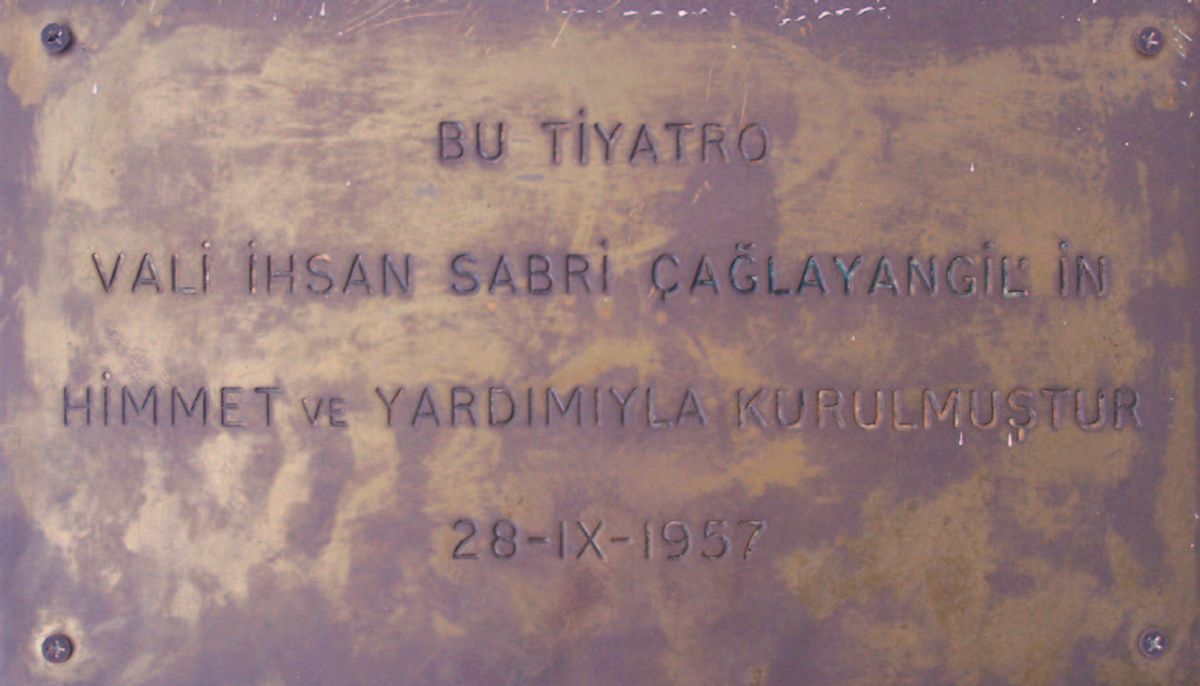 BU TİYATRO
VALİ İHSAN SABRİ ÇAĞLAYANGİL' İN
HİMMET VE YARDIMIYLA KURULMUŞTUR
28-IX-1957